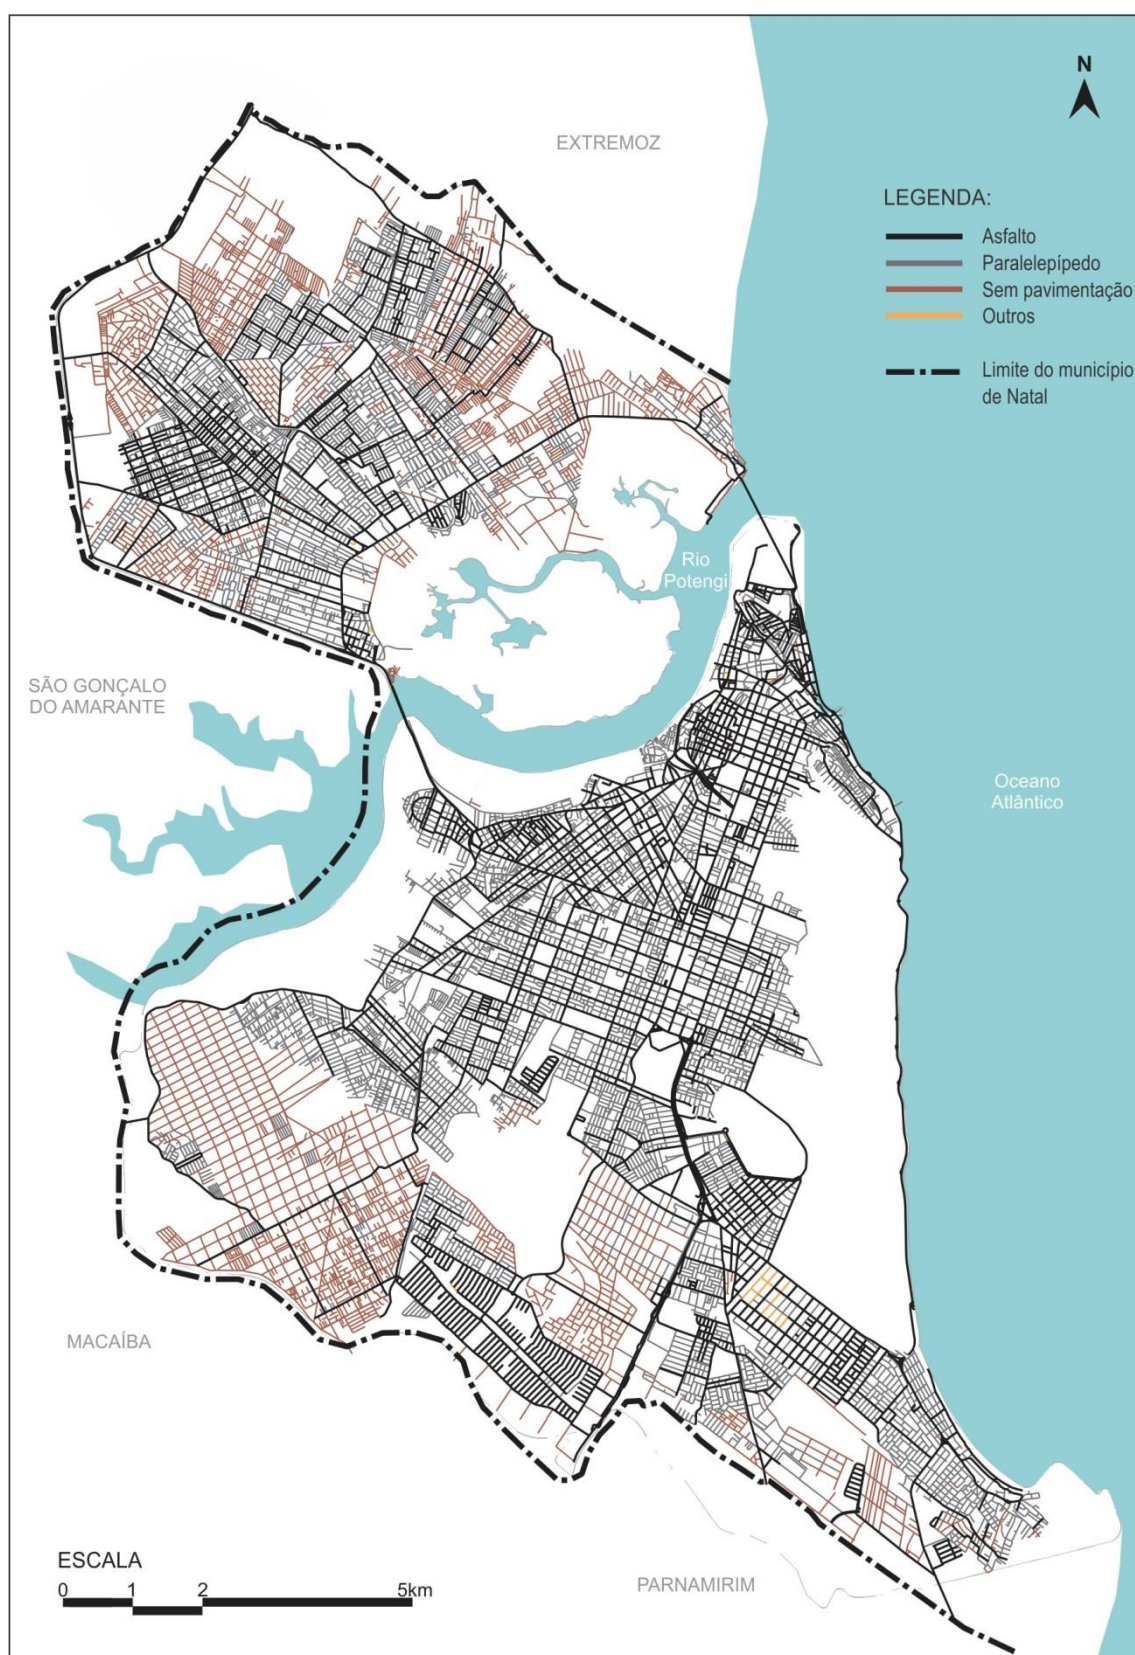 N
EXTREMOZ
LEGENDA:
Asfalto
Paralelepípedo
Sem pavimentação
Outros
Limite do município
de Natal
Rio
Potengi
SÃO GONÇALO
DO AMARANTE
Oceano
Atlântico
MACAÍBA
ESCALA
0 1 2 5km
PARNAMIRIM